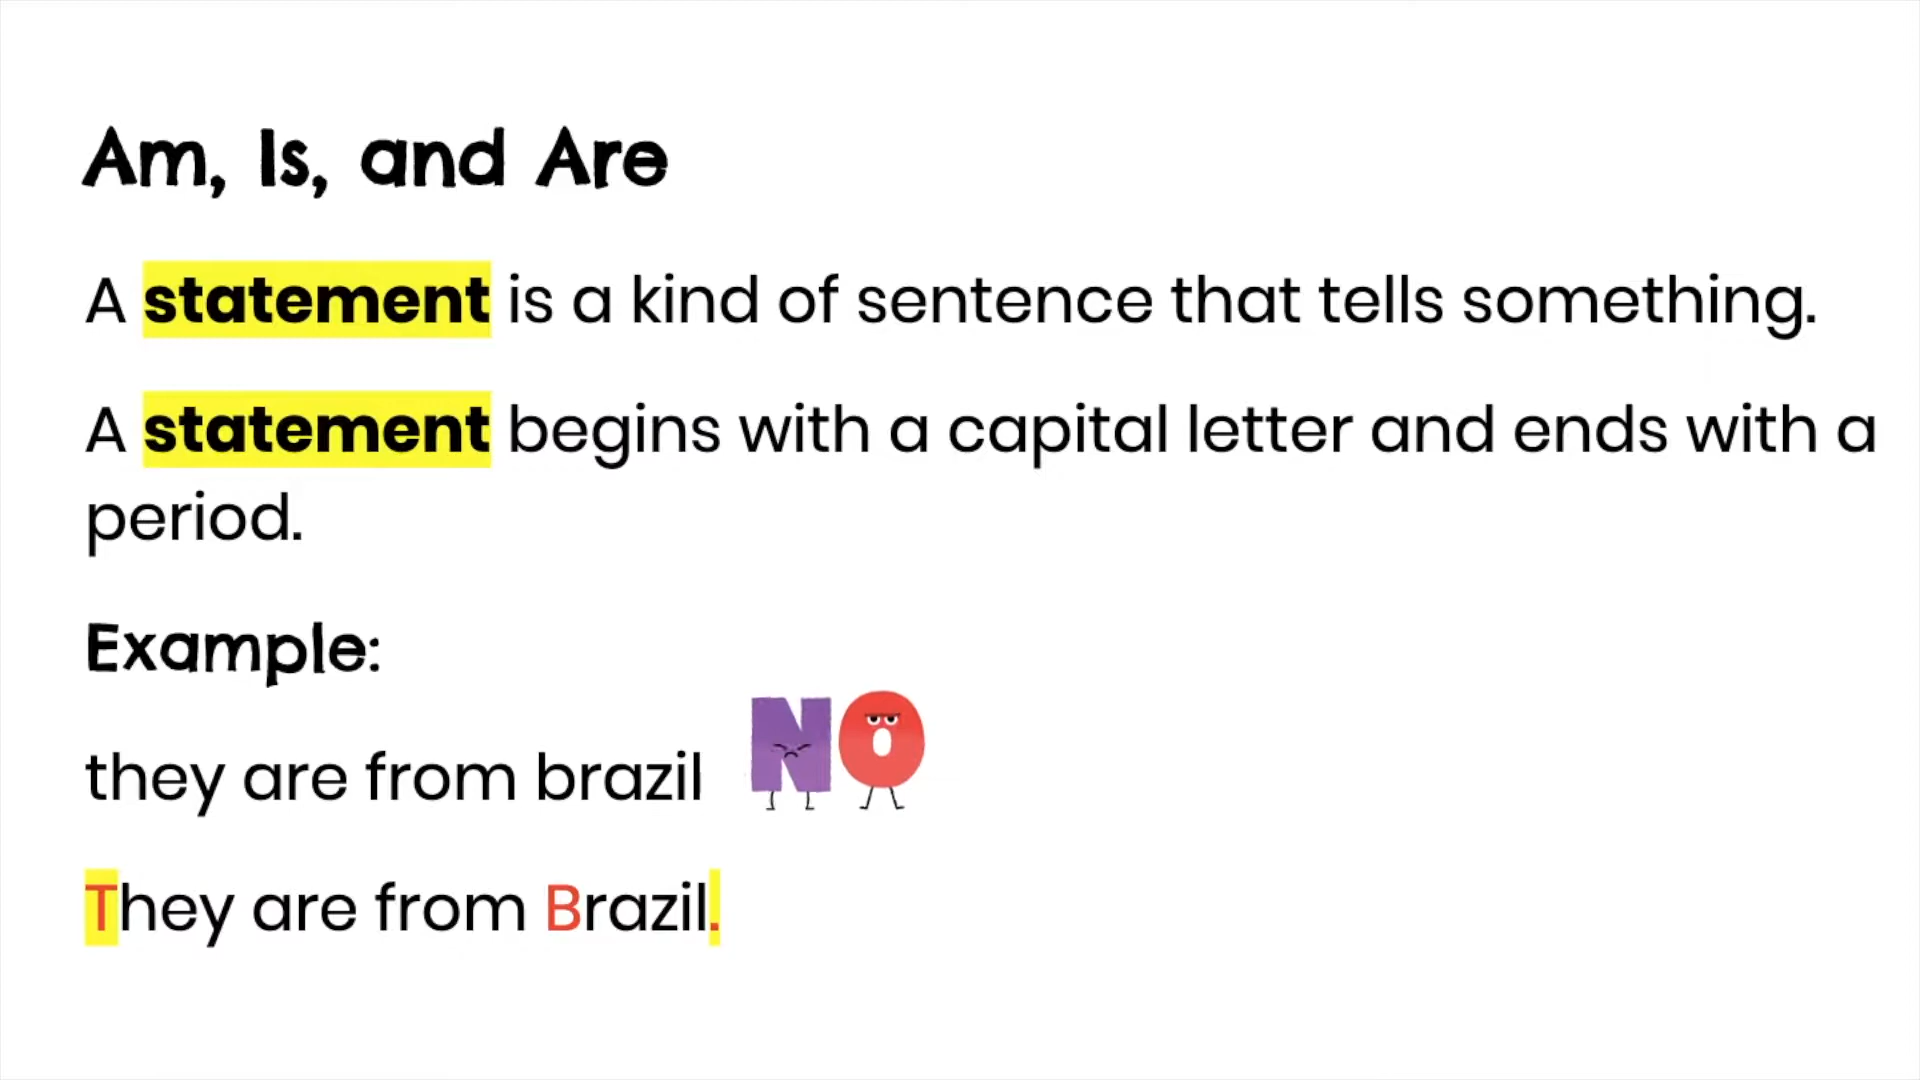 Am, Is, and Are
A statement is a kind of sentence that tells something.
A statement begins with a capital letter and ends with a
period.
Example:
they are from brazil NO
They are from Brazil.